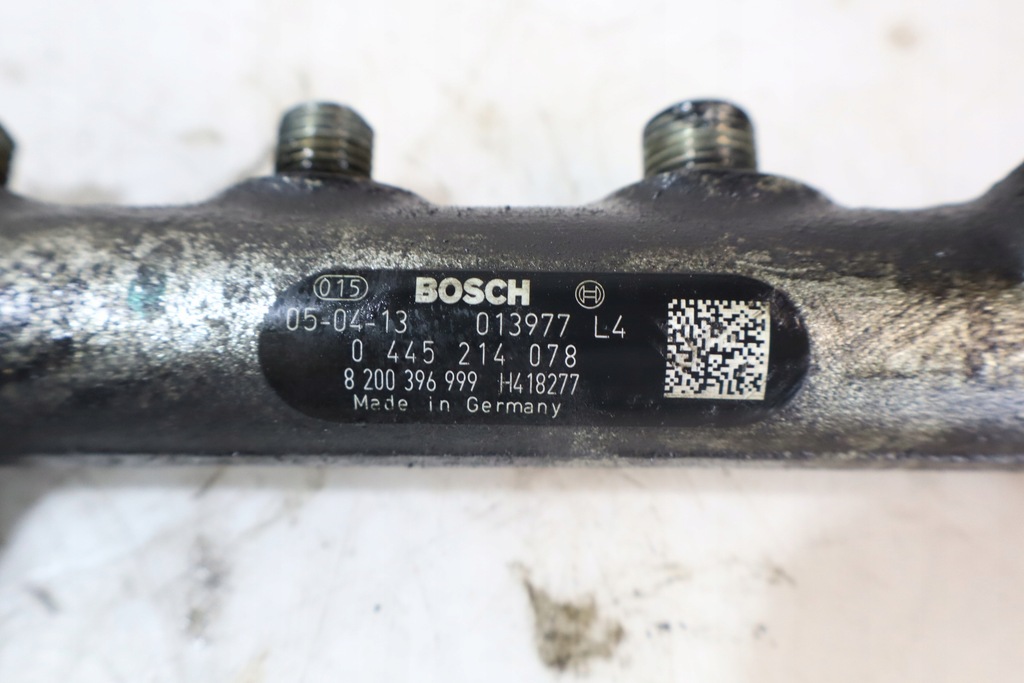 015 BOSCH
05-04-13 013977 L4
0 445 214 078
8 200 396 999 H418277
Made in Germany